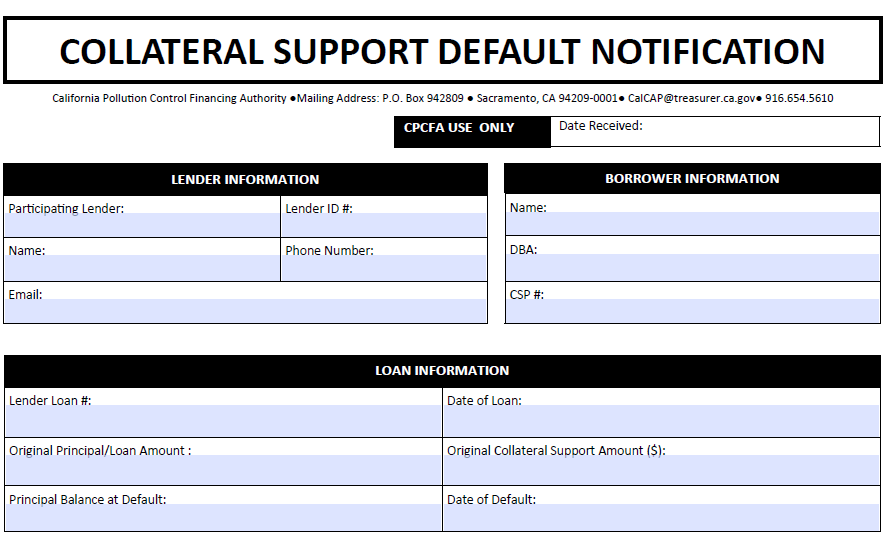 COLLATERAL SUPPORT DEFAULT NOTIFICATION
California Pollution Control Financing Authority ●Mailing Address: P.O. Box 942809 ● Sacramento, CA 94209-0001● CalCAP@treasurer.ca.gov● 916.654.5610
CPCFA USE ONLY
Date Received:
LENDER INFORMATION
Participating Lender:
Lender ID #:
Name:
Phone Number:
Email:
BORROWER INFORMATION
Name:
DBA:
CSP #:
LOAN INFORMATION
Lender Loan #:
Date of Loan:
Original Principal/Loan Amount :
Original Collateral Support Amount ($):
Principal Balance at Default:
Date of Default: